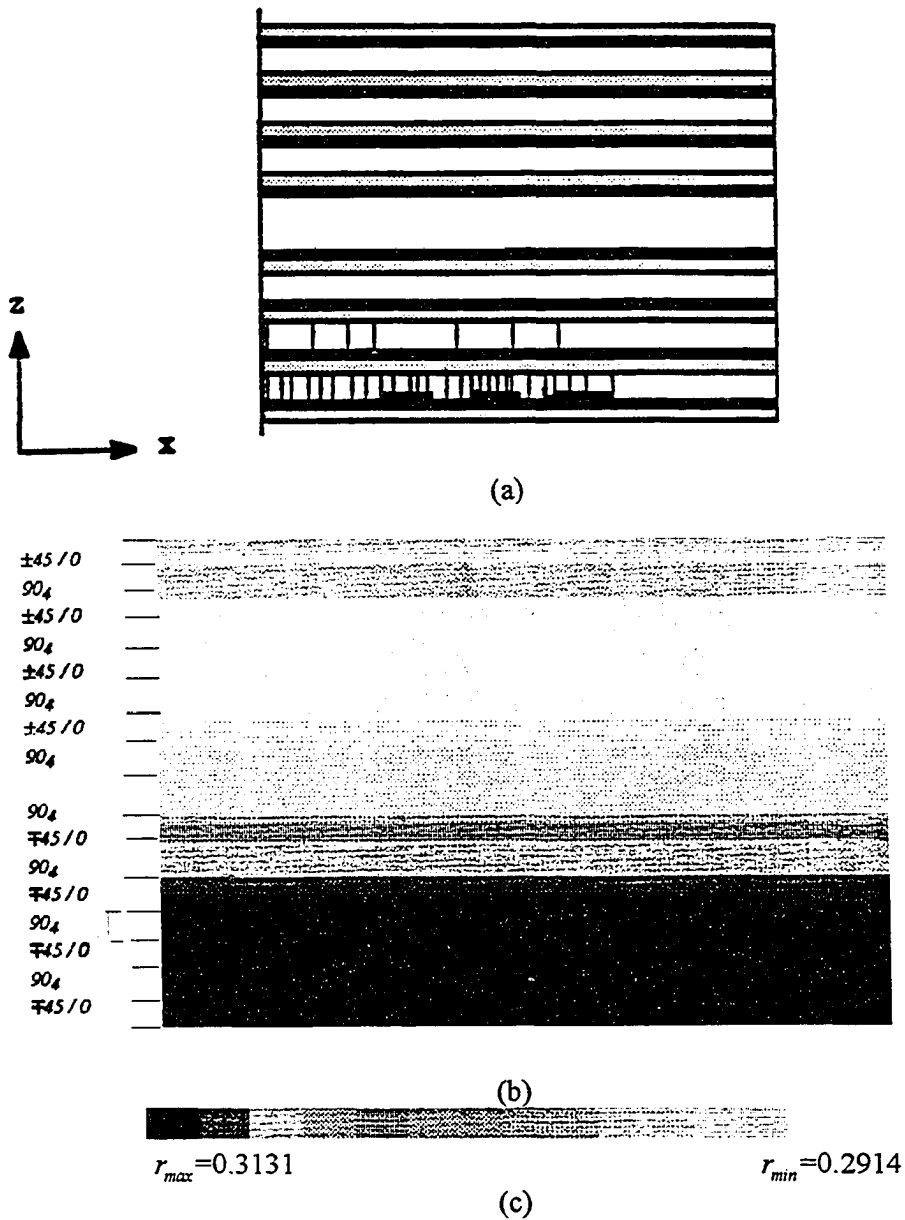 z
x
(a)
±45/0
90₄
±45/0
90₄
±45/0
90₄
±45/0
90₄
90₄
∓45/0
90₄
∓45/0
90₄
∓45/0
90₄
∓45/0
(b)
r_max=0.3131
r_min=0.2914
(c)